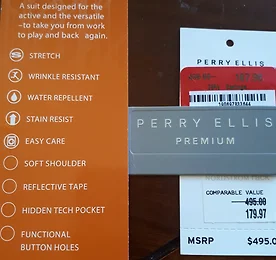 A suit designed for the
active and the versatile
–to take you from work
to play and back again.
STRETCH
WRINKLE RESISTANT
WATER REPELLENT
STAIN RESIST
EASY CARE
SOFT SHOULDER
REFLECTIVE TAPE
HIDDEN TECH POCKET
FUNCTIONAL
BUTTON HOLES
PERRY ELLIS
PERRY ELLIS
PREMIUM
COMPARABLE VALUE
495.00
179.97
MSRP $495.0